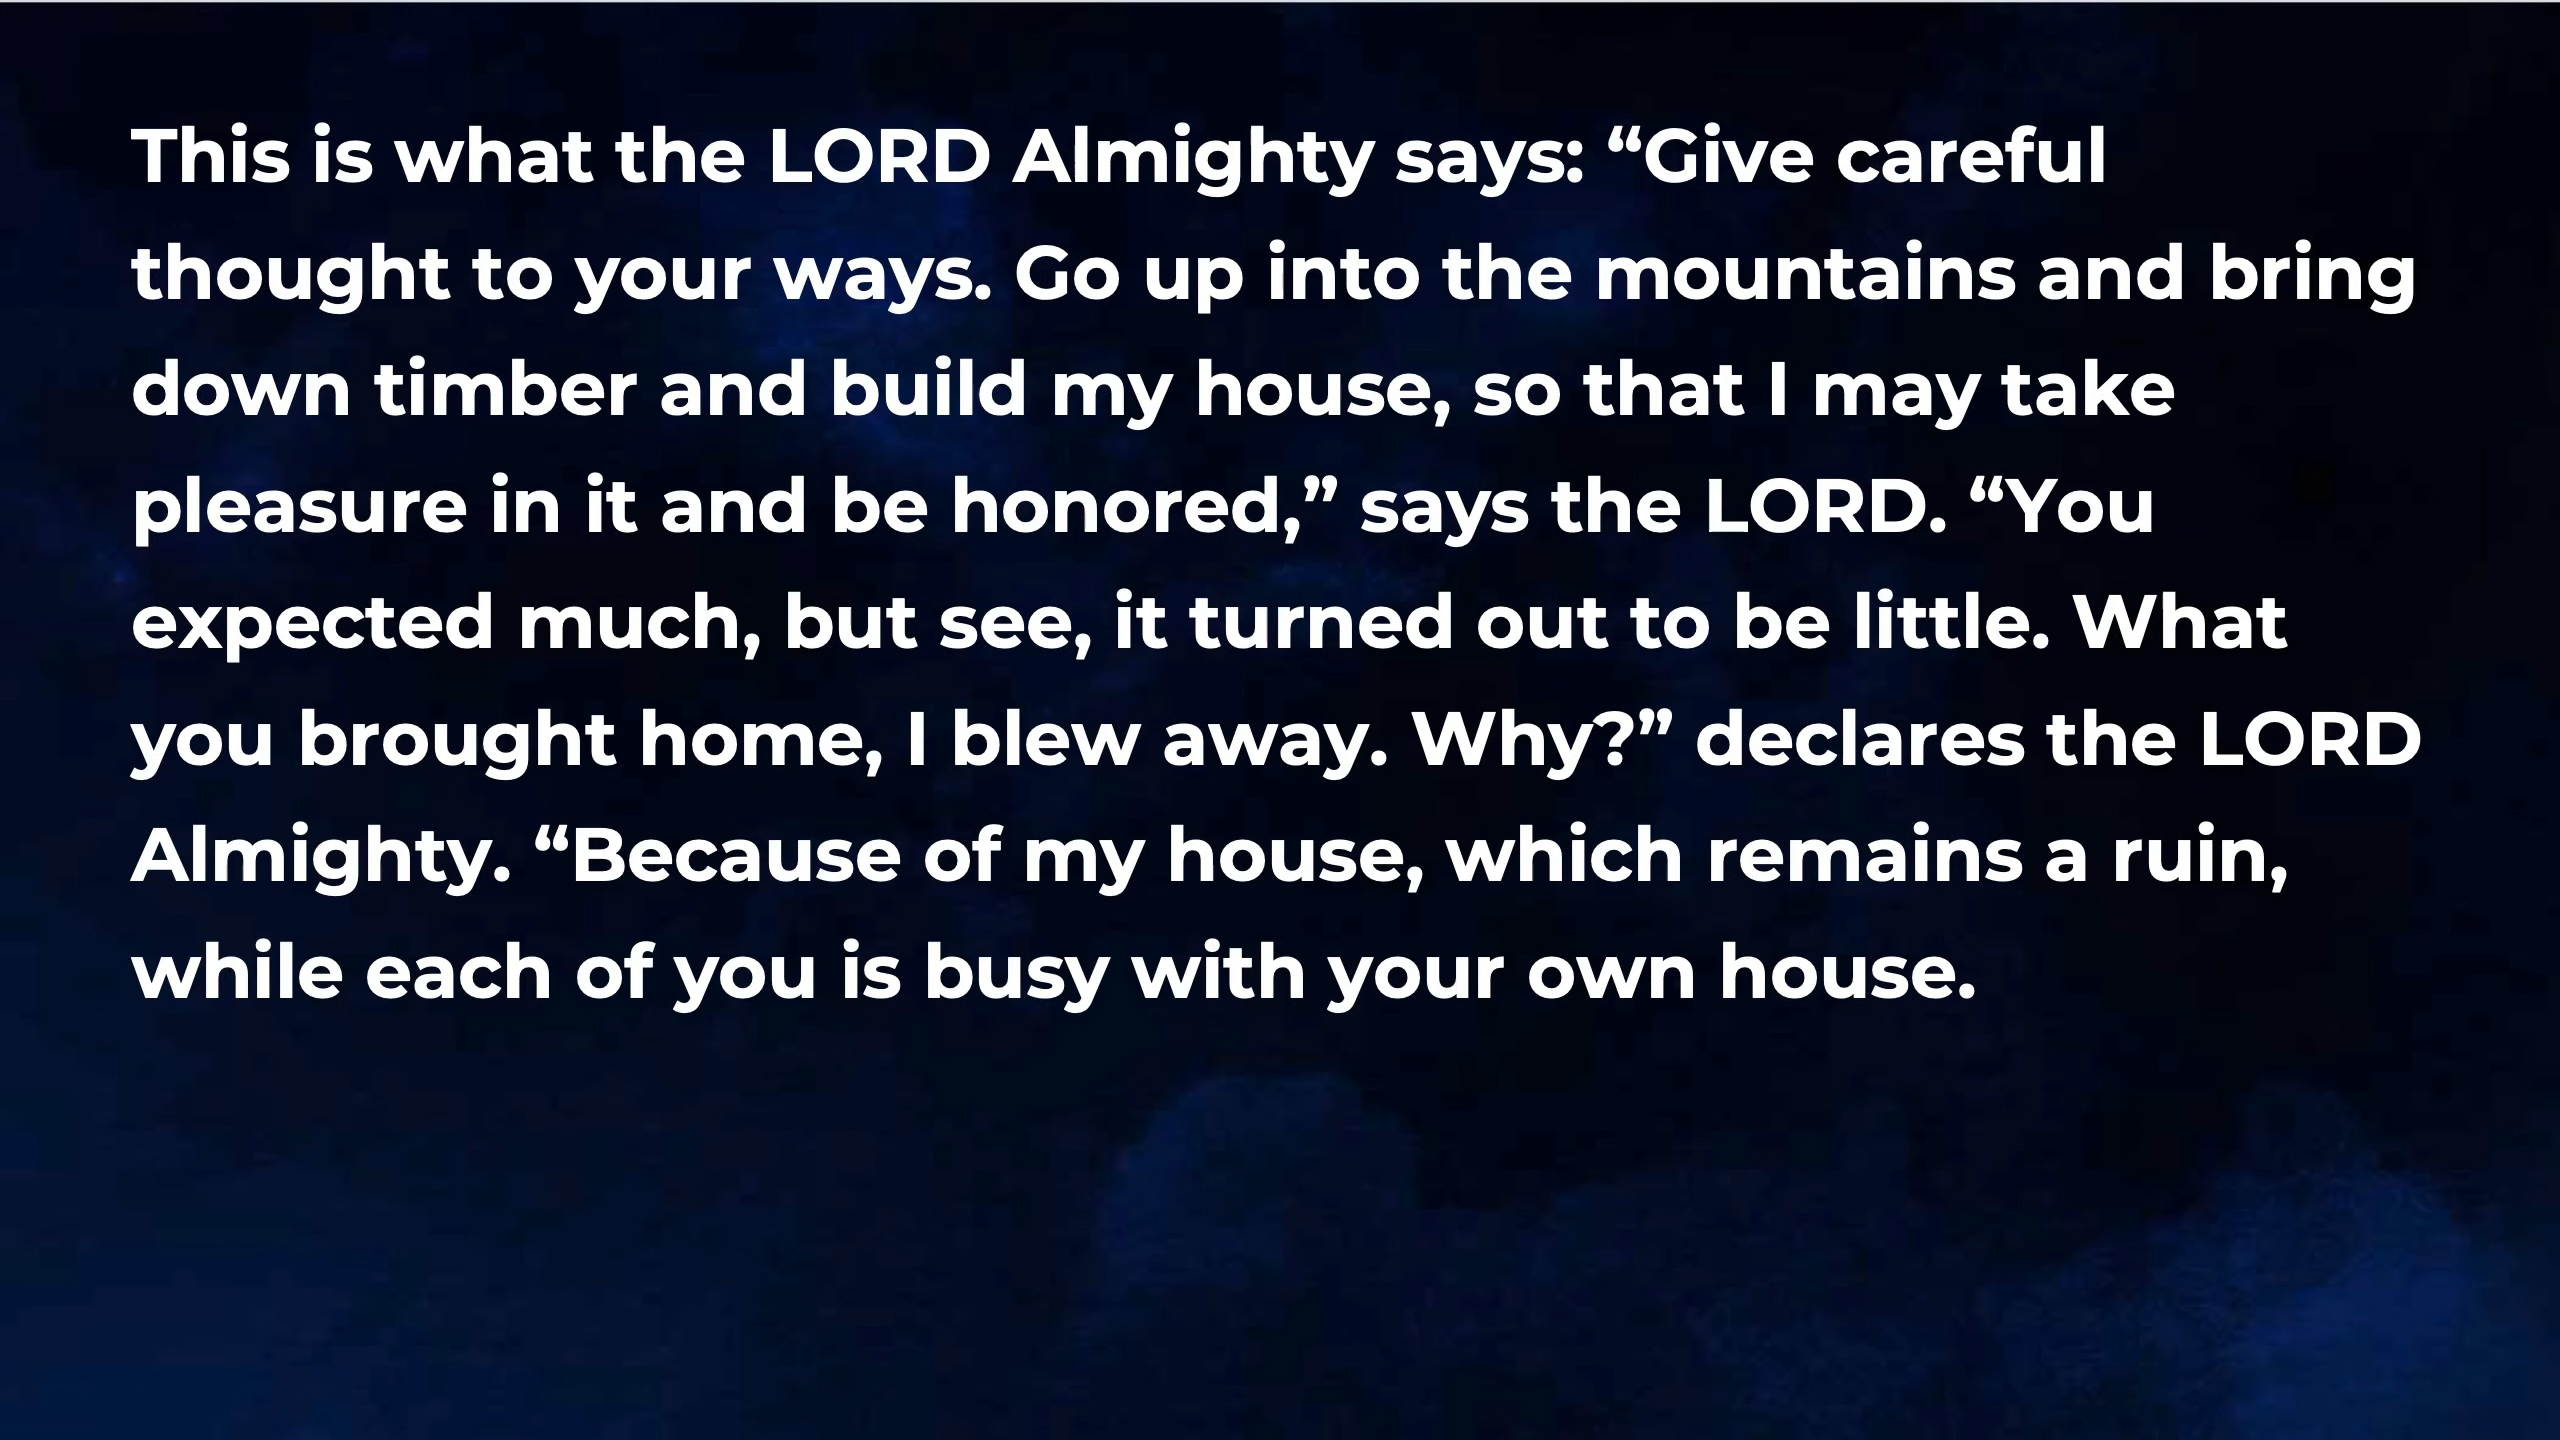 This is what the LORD Almighty says: “Give careful
thought to your ways. Go up into the mountains and bring
down timber and build my house, so that I may take
pleasure in it and be honored,” says the LORD. “You
expected much, but see, it turned out to be little. What
you brought home, I blew away. Why?” declares the LORD
Almighty. “Because of my house, which remains a ruin,
while each of you is busy with your own house.